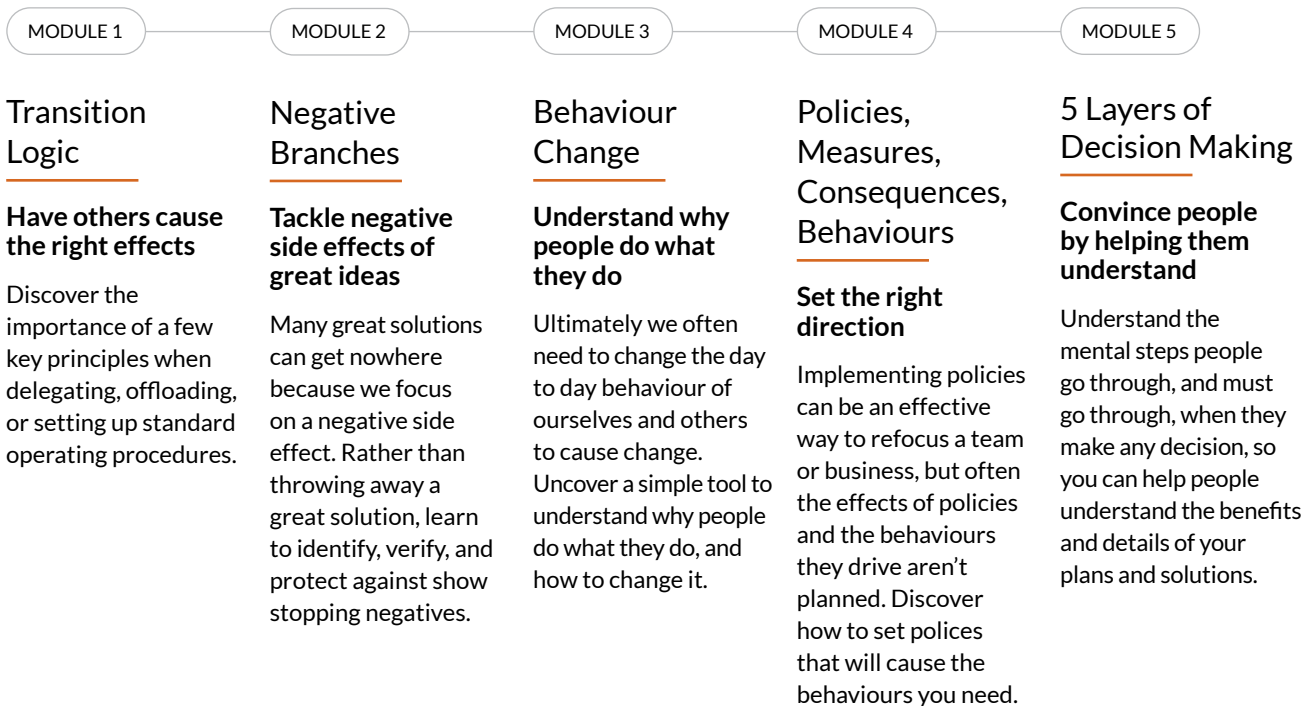 MODULE 1
Transition
Logic
Have others cause
the right effects
Discover the
importance of a few
key principles when
delegating, offloading,
or setting up standard
operating procedures.
MODULE 2
Negative
Branches
Tackle negative
side effects of
great ideas
Many great solutions
can get nowhere
because we focus
on a negative side
effect. Rather than
throwing away a
great solution, learn
to identify, verify, and
protect against show
stopping negatives.
MODULE 3
Behaviour
Change
Understand why
people do what
they do
Ultimately we often
need to change the day
to day behaviour of
ourselves and others
to cause change.
Uncover a simple tool to
understand why people
do what they do, and
how to change it.
MODULE 4
Policies,
Measures,
Consequences,
Behaviours
Set the right
direction
Implementing policies
can be an effective
way to refocus a team
or business, but often
the effects of policies
and the behaviours
they drive aren’t
planned. Discover
how to set polices
that will cause the
behaviours you need.
MODULE 5
5 Layers of
Decision Making
Convince people
by helping them
understand
Understand the
mental steps people
go through, and must
go through, when they
make any decision, so
you can help people
understand the benefits
and details of your
plans and solutions.